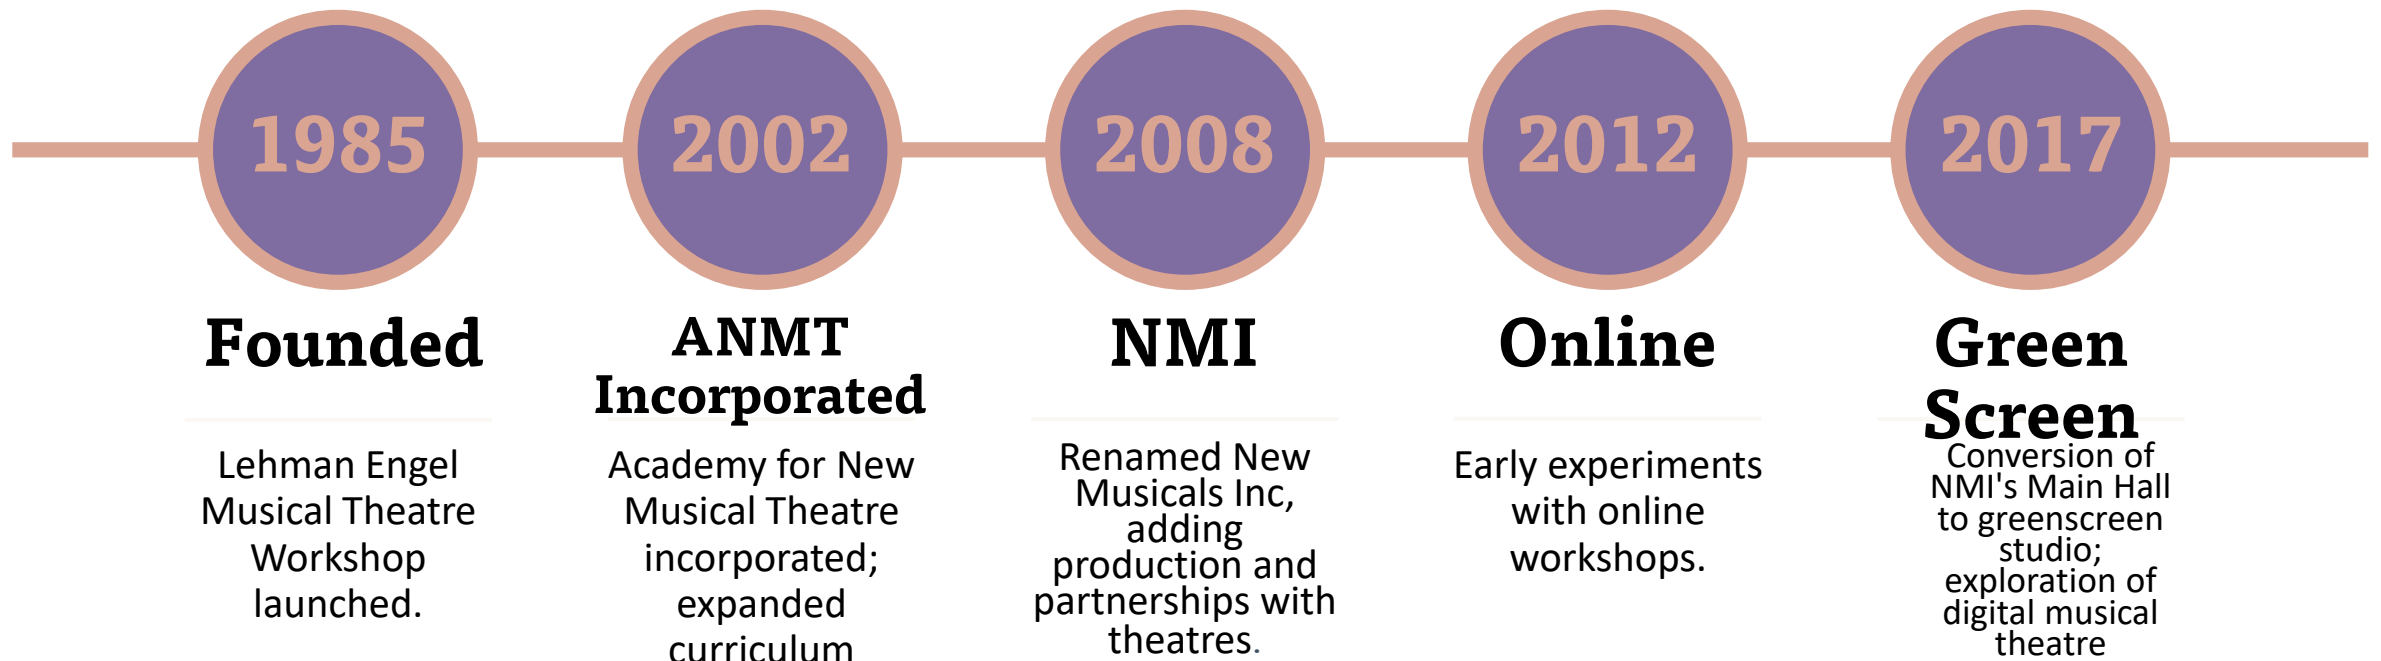 1985
2002
2008
2012
2017
Founded
Lehman Engel
Musical Theatre
Workshop
launched.
ANMT
Incorporated
Academy for New
Musical Theatre
incorporated;
expanded
curriculum
NMI
Renamed New
Musicals Inc,
adding
production and
partnerships with
theatres.
Online
Early experiments
with online
workshops.
Green
Screen
Conversion of
NMI's Main Hall
to greenscreen
studio;
exploration of
digital musical
theatre